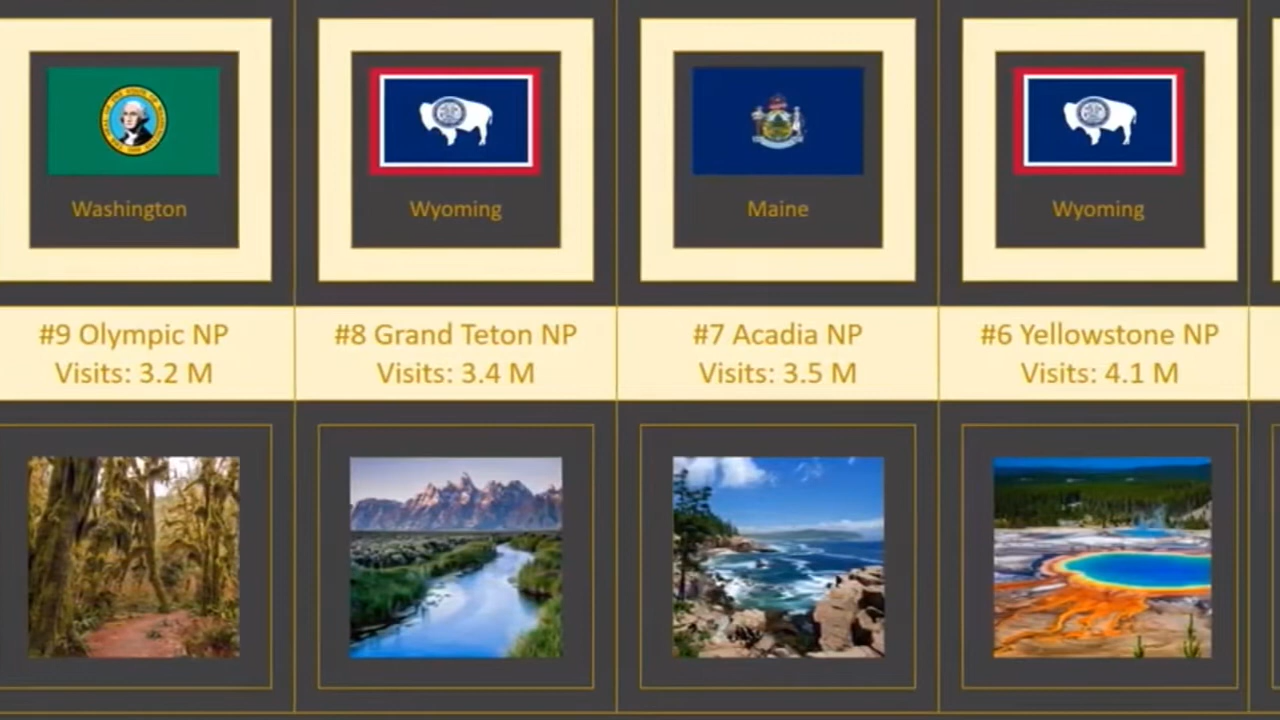 Washington
Wyoming
Maine
Wyoming
#9 Olympic NP
Visits: 3.2 M
#8 Grand Teton NP
Visits: 3.4 M
#7 Acadia NP
Visits: 3.5 M
#6 Yellowstone NP
Visits: 4.1 M